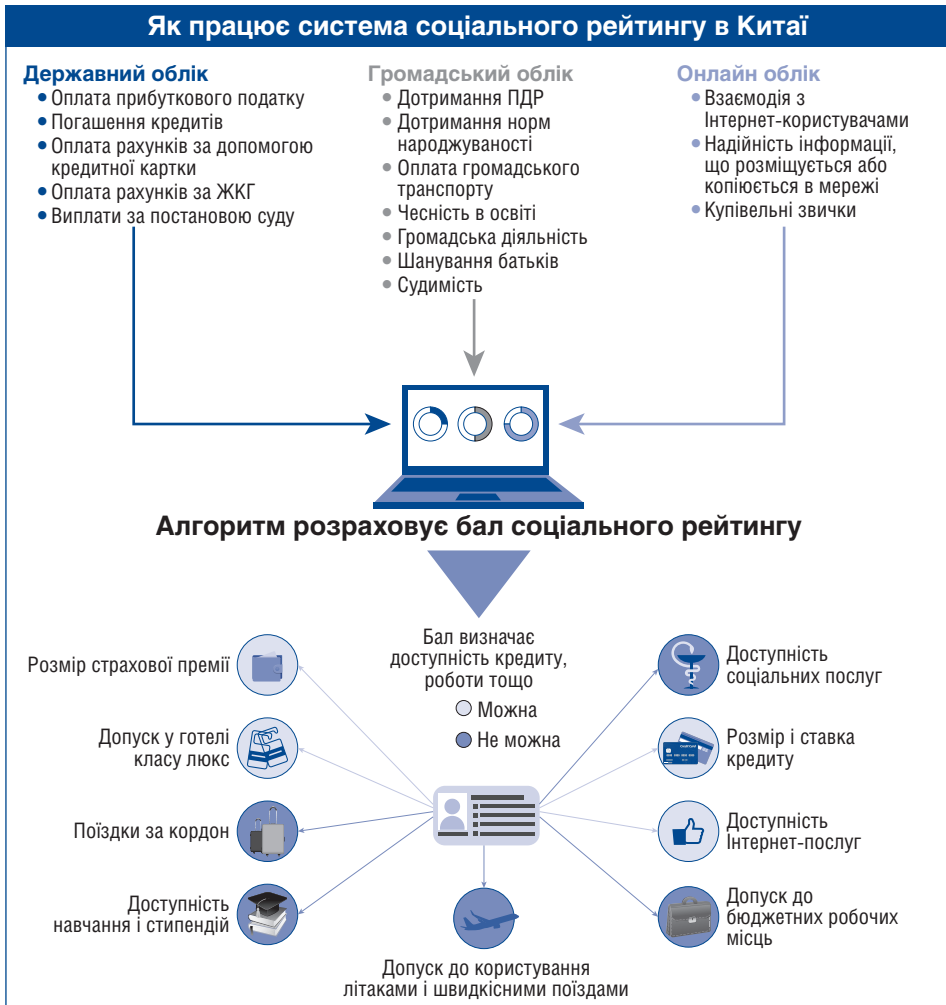 Як працює система соціального рейтингу в Китаї
Державний облік
• Оплата прибуткового податку
• Погашення кредитів
• Оплата рахунків за допомогою
кредитної картки
• Оплата рахунків за ЖКГ
• Виплати за постановою суду
Громадський облік
• Дотримання ПДР
• Дотримання норм
народжуваності
• Оплата громадського
транспорту
• Чесність в освіті
• Громадська діяльність
• Шанування батьків
• Судимість
Онлайн облік
• Взаємодія з
Інтернет-користувачами
• Надійність інформації,
що розміщується або
копіюється в мережі
• Купівельні звички
Алгоритм розраховує бал соціального рейтингу
Бал визначає
доступність кредиту,
роботи тощо
Можна
Не можна
Розмір страхової премії
Допуск у готелі
класу люкс
Поїздки за кордон
Доступність
навчання і стипендій
Допуск до користування
літаками і швидкісними поїздами
Доступність
соціальних послуг
Розмір і ставка
кредиту
Доступність
Інтернет-послуг
Допуск до
бюджетних робочих
місць